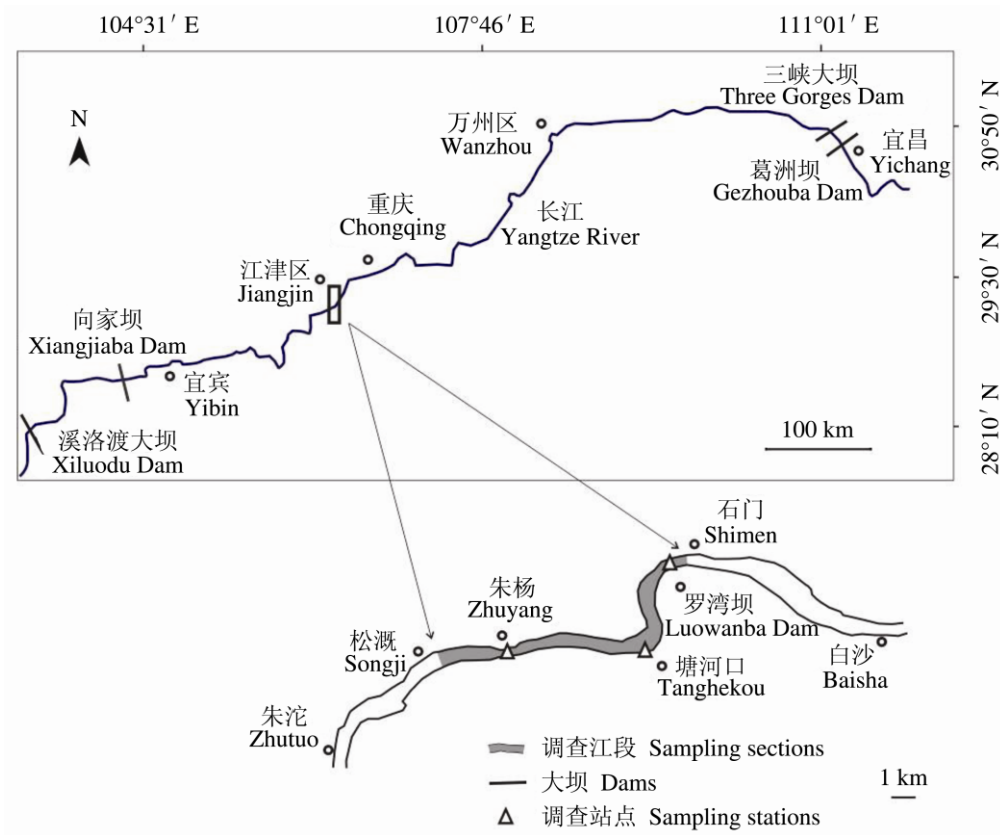 104°31′ E
107°46′ E
111°01′ E
N
三峡大坝
Three Gorges Dam
30°50′ N
万州区
Wanzhou
宜昌
Yichang
葛洲坝
Gezhouba Dam
重庆
Chongqing
长江
Yangtze River
江津区
Jiangjin
29°30′ N
向家坝
Xiangjiaba Dam
宜宾
Yibin
溪洛渡大坝
Xiluodu Dam
100 km
28°10′ N
石门
Shimen
朱杨
Zhuyang
罗湾坝
Luowanba Dam
松溉
Songji
塘河口
Tanghekou
白沙
Baisha
朱沱
Zhutuo
调查江段 Sampling sections
大坝 Dams
调查站点 Sampling stations
1 km